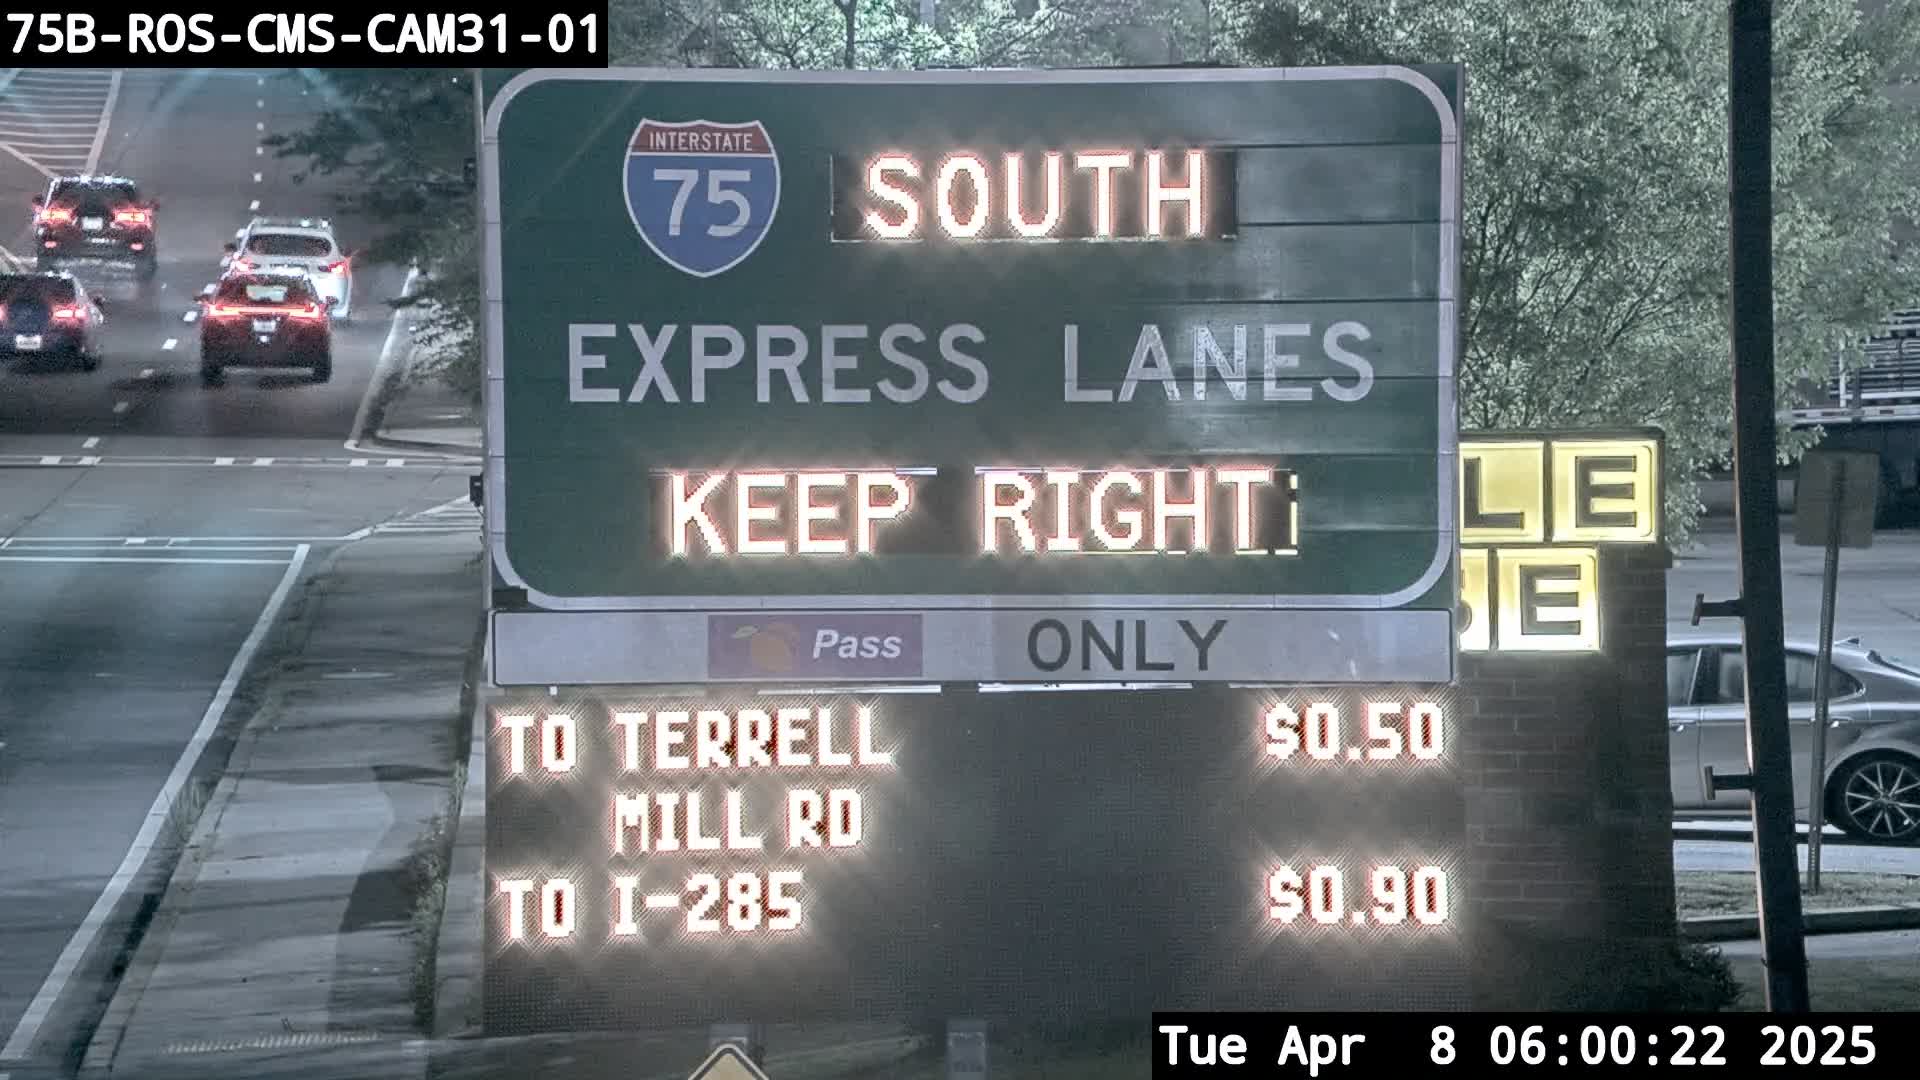 75B-ROS-CMS-CAM31-01
INTERSTATE
75
SOUTH
EXPRESS LANES
KEEP RIGHT
Pass ONLY
TO TERRELL $0.50
MILL RD
TO I-285 $0.90
LE
E
Tue Apr 8 06:00:22 2025